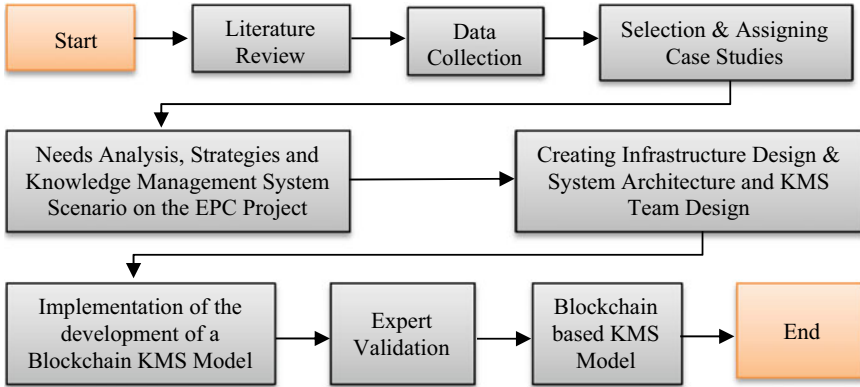 Start
Literature
Review
Data
Collection
Selection & Assigning
Case Studies
Needs Analysis, Strategies and
Knowledge Management System
Scenario on the EPC Project
Creating Infrastructure Design &
System Architecture and KMS
Team Design
Implementation of the
development of a
Blockchain KMS Model
Expert
Validation
Blockchain
based KMS
Model
End